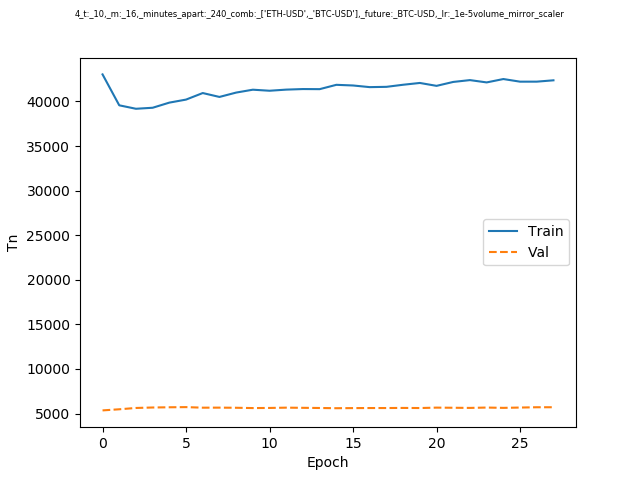 4_t:_10,_m:_16,_minutes_apart:_240_comb:_['ETH-USD',_'BTC-USD'],_future:_BTC-USD,_lr:_1e-5volume_mirror_scaler
40000
35000
30000
25000
20000
15000
10000
5000
Tn
Train
Val
0 5 10 15 20 25
Epoch